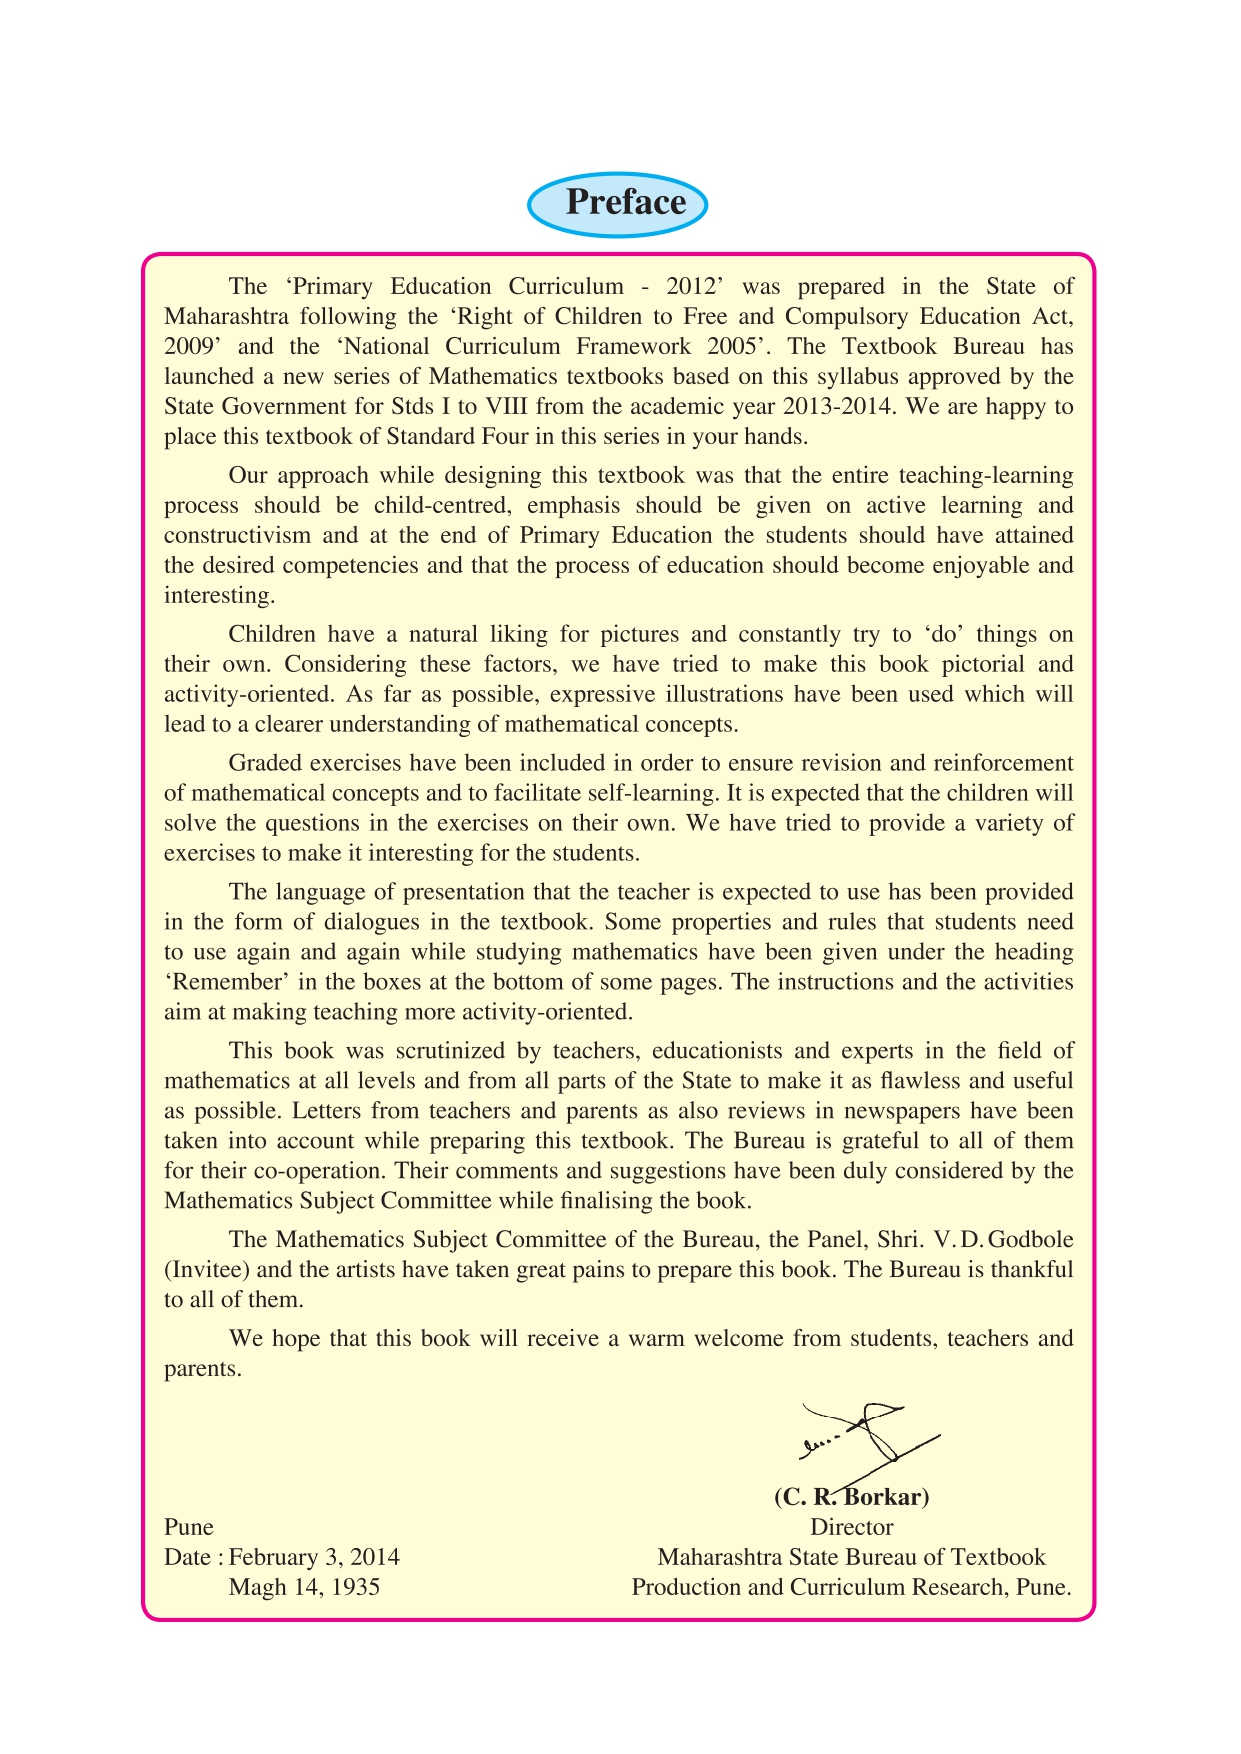 Preface
The ‘Primary Education Curriculum - 2012’ was prepared in the State of
Maharashtra following the ‘Right of Children to Free and Compulsory Education Act,
2009’ and the ‘National Curriculum Framework 2005’. The Textbook Bureau has
launched a new series of Mathematics textbooks based on this syllabus approved by the
State Government for Stds I to VIII from the academic year 2013-2014. We are happy to
place this textbook of Standard Four in this series in your hands.
Our approach while designing this textbook was that the entire teaching-learning
process should be child-centred, emphasis should be given on active learning and
constructivism and at the end of Primary Education the students should have attained
the desired competencies and that the process of education should become enjoyable and
interesting.
Children have a natural liking for pictures and constantly try to ‘do’ things on
their own. Considering these factors, we have tried to make this book pictorial and
activity-oriented. As far as possible, expressive illustrations have been used which will
lead to a clearer understanding of mathematical concepts.
Graded exercises have been included in order to ensure revision and reinforcement
of mathematical concepts and to facilitate self-learning. It is expected that the children will
solve the questions in the exercises on their own. We have tried to provide a variety of
exercises to make it interesting for the students.
The language of presentation that the teacher is expected to use has been provided
in the form of dialogues in the textbook. Some properties and rules that students need
to use again and again while studying mathematics have been given under the heading
‘Remember’ in the boxes at the bottom of some pages. The instructions and the activities
aim at making teaching more activity-oriented.
This book was scrutinized by teachers, educationists and experts in the field of
mathematics at all levels and from all parts of the State to make it as flawless and useful
as possible. Letters from teachers and parents as also reviews in newspapers have been
taken into account while preparing this textbook. The Bureau is grateful to all of them
for their co-operation. Their comments and suggestions have been duly considered by the
Mathematics Subject Committee while finalising the book.
The Mathematics Subject Committee of the Bureau, the Panel, Shri. V. D. Godbole
(Invitee) and the artists have taken great pains to prepare this book. The Bureau is thankful
to all of them.
We hope that this book will receive a warm welcome from students, teachers and
parents.
(C. R. Borkar)
Pune Director
Date : February 3, 2014 Maharashtra State Bureau of Textbook
Magh 14, 1935 Production and Curriculum Research, Pune.